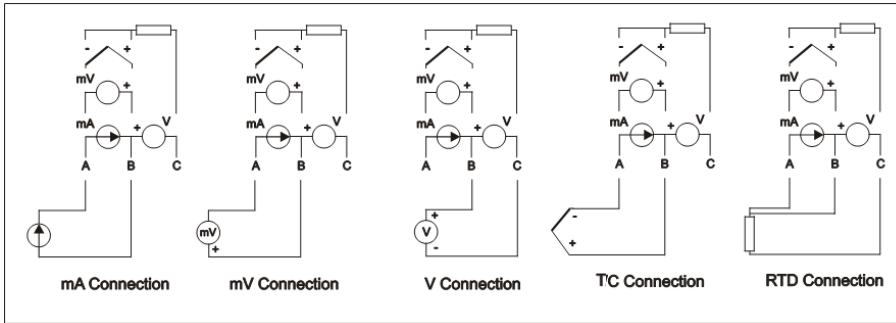 - + - + - + - + - +
mV + mV + mV + mV + mV +
mA + V mA + V mA + V mA + V mA + V
A B C A B C A B C A B C A B C
mV + + V - - +
mA Connection mV Connection V Connection T/C Connection RTD Connection